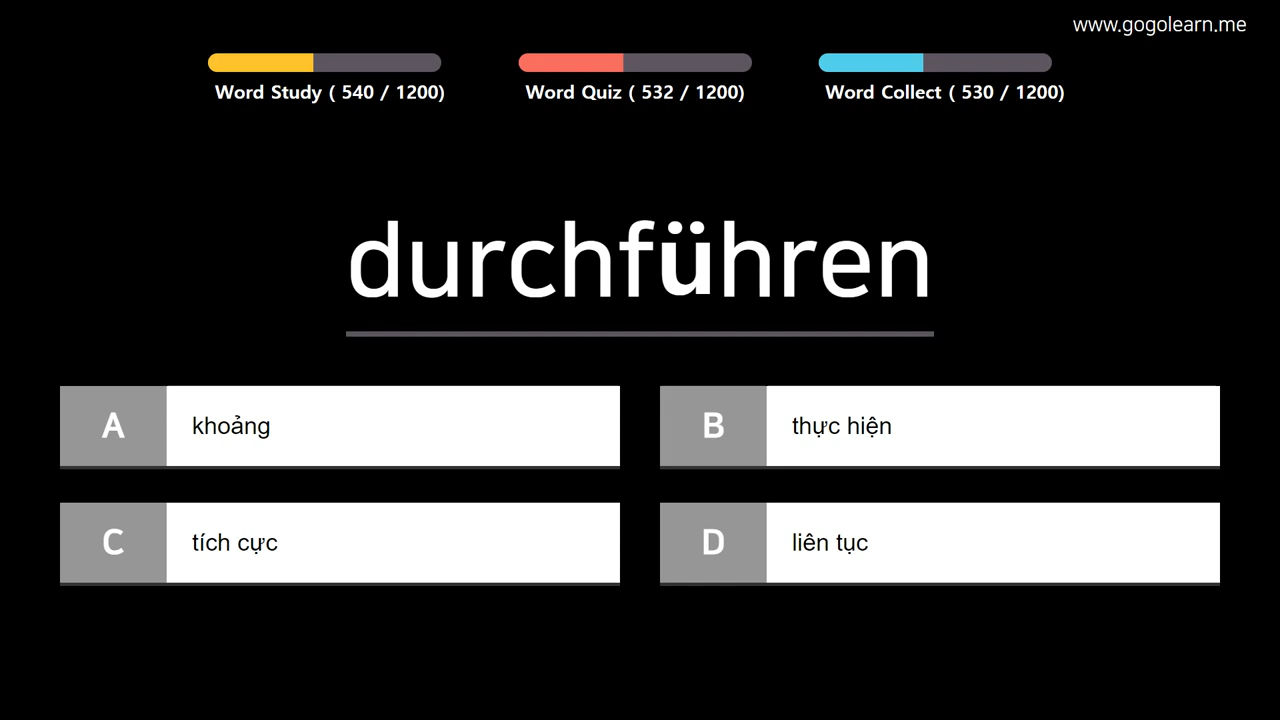 www.gogolearn.me
Word Study ( 540 / 1200)
Word Quiz ( 532 / 1200)
Word Collect ( 530 / 1200)
durchführen
A
khoảng
B
thực hiện
C
tích cực
D
liên tục